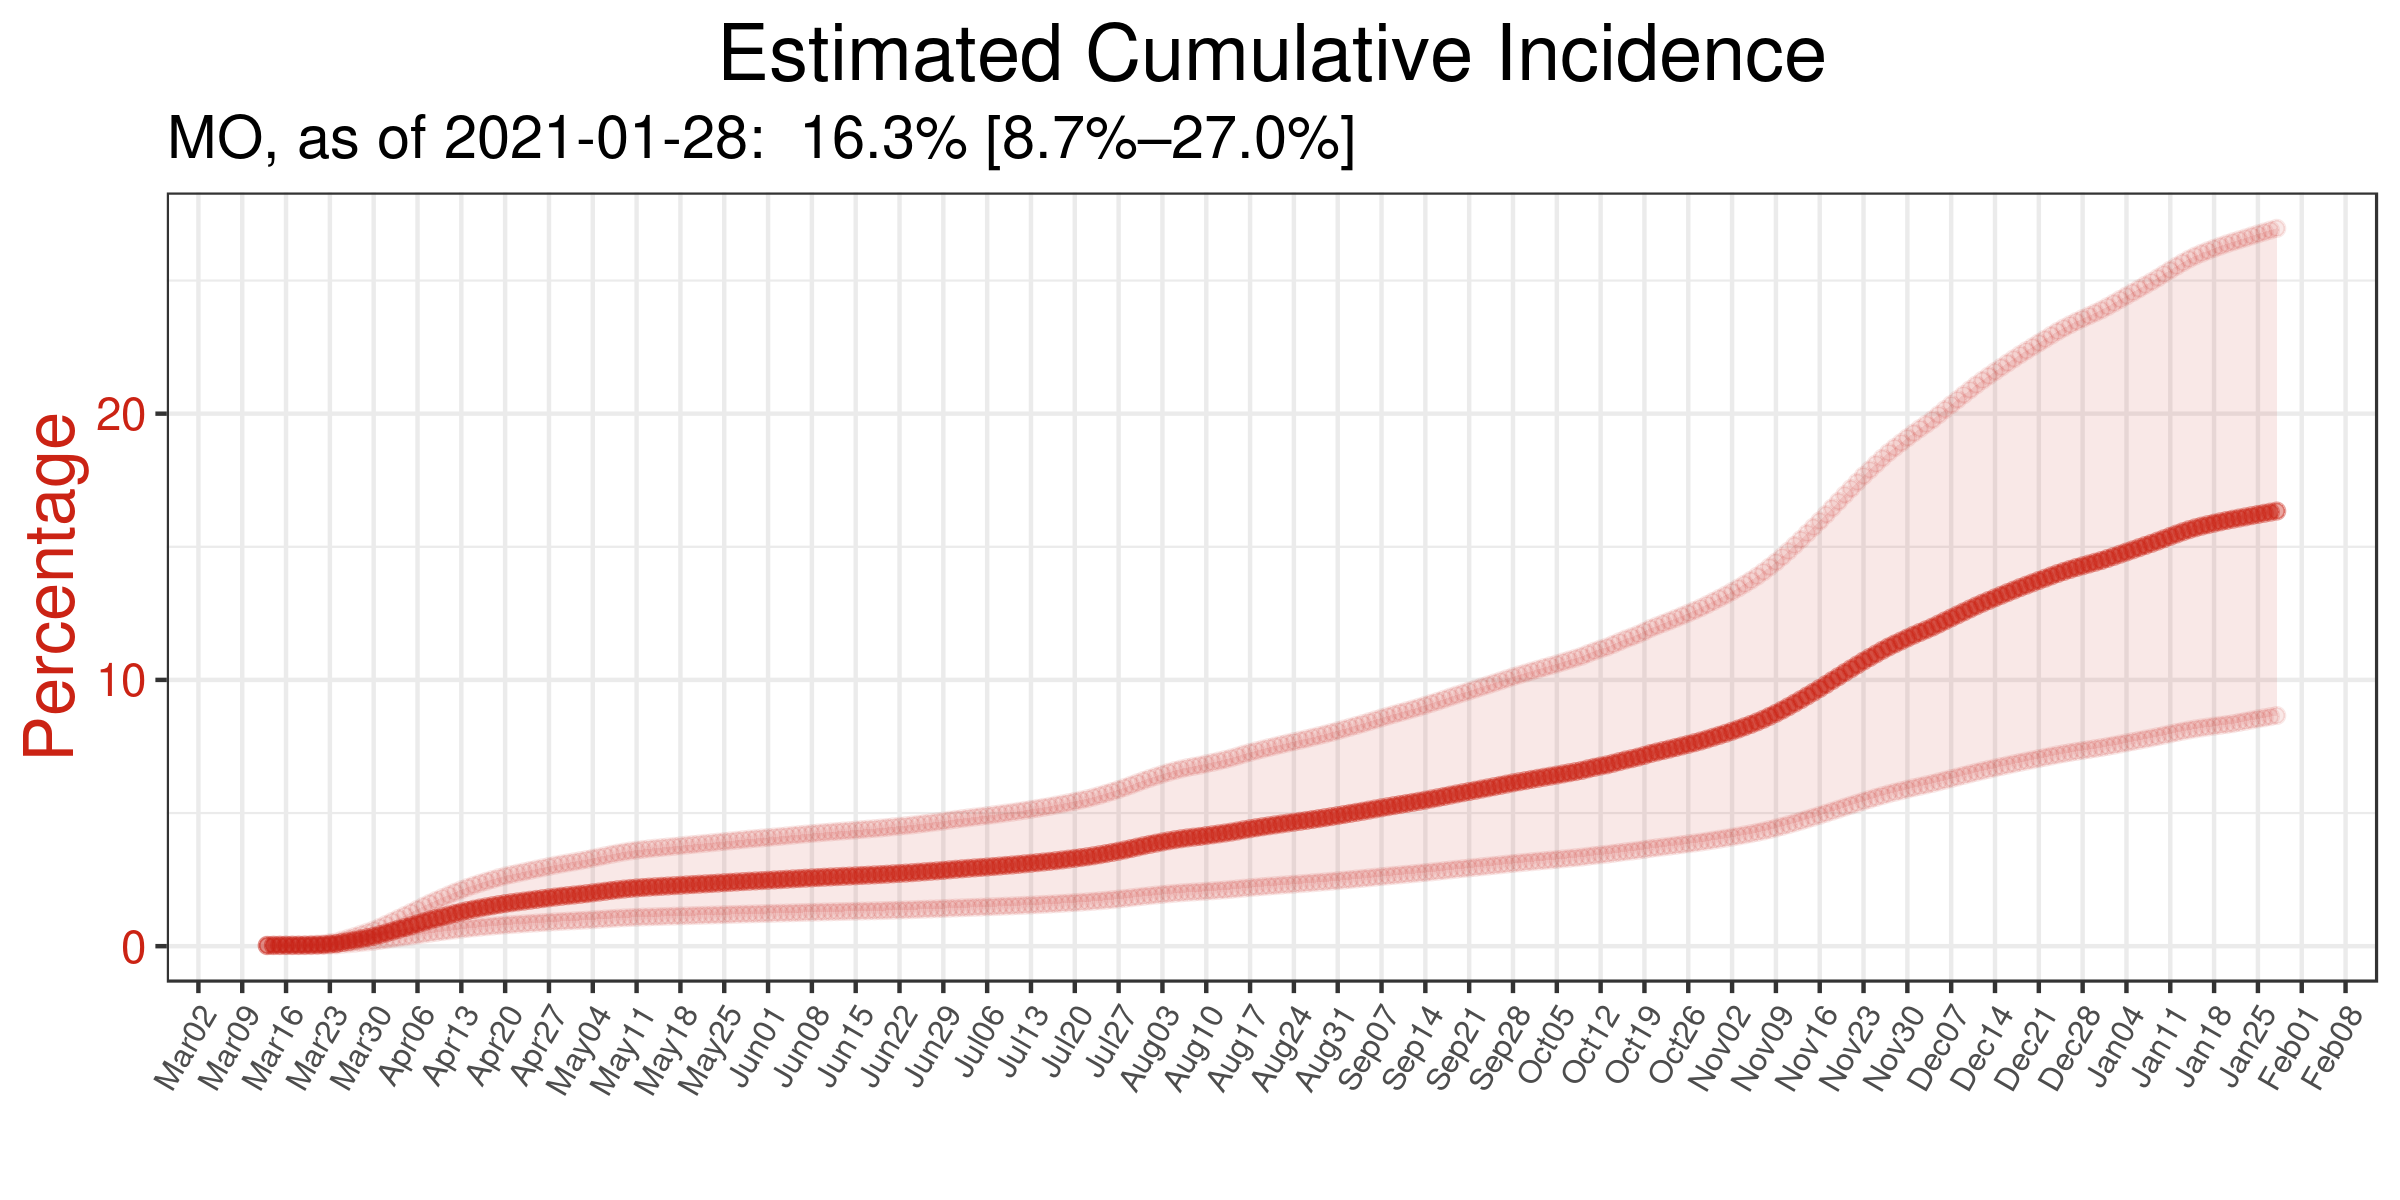 Estimated Cumulative Incidence
MO, as of 2021-01-28:  16.3% [8.7%–27.0%]
Percentage
20
10
0
Mar02
Mar09
Mar16
Mar23
Mar30
Apr06
Apr13
Apr20
Apr27
May04
May11
May18
May25
Jun01
Jun08
Jun15
Jun22
Jun29
Jul06
Jul13
Jul20
Jul27
Aug03
Aug10
Aug17
Aug24
Aug31
Sep07
Sep14
Sep21
Sep28
Oct05
Oct12
Oct19
Oct26
Nov02
Nov09
Nov16
Nov23
Nov30
Dec07
Dec14
Dec21
Dec28
Jan04
Jan11
Jan18
Jan25
Feb01
Feb08